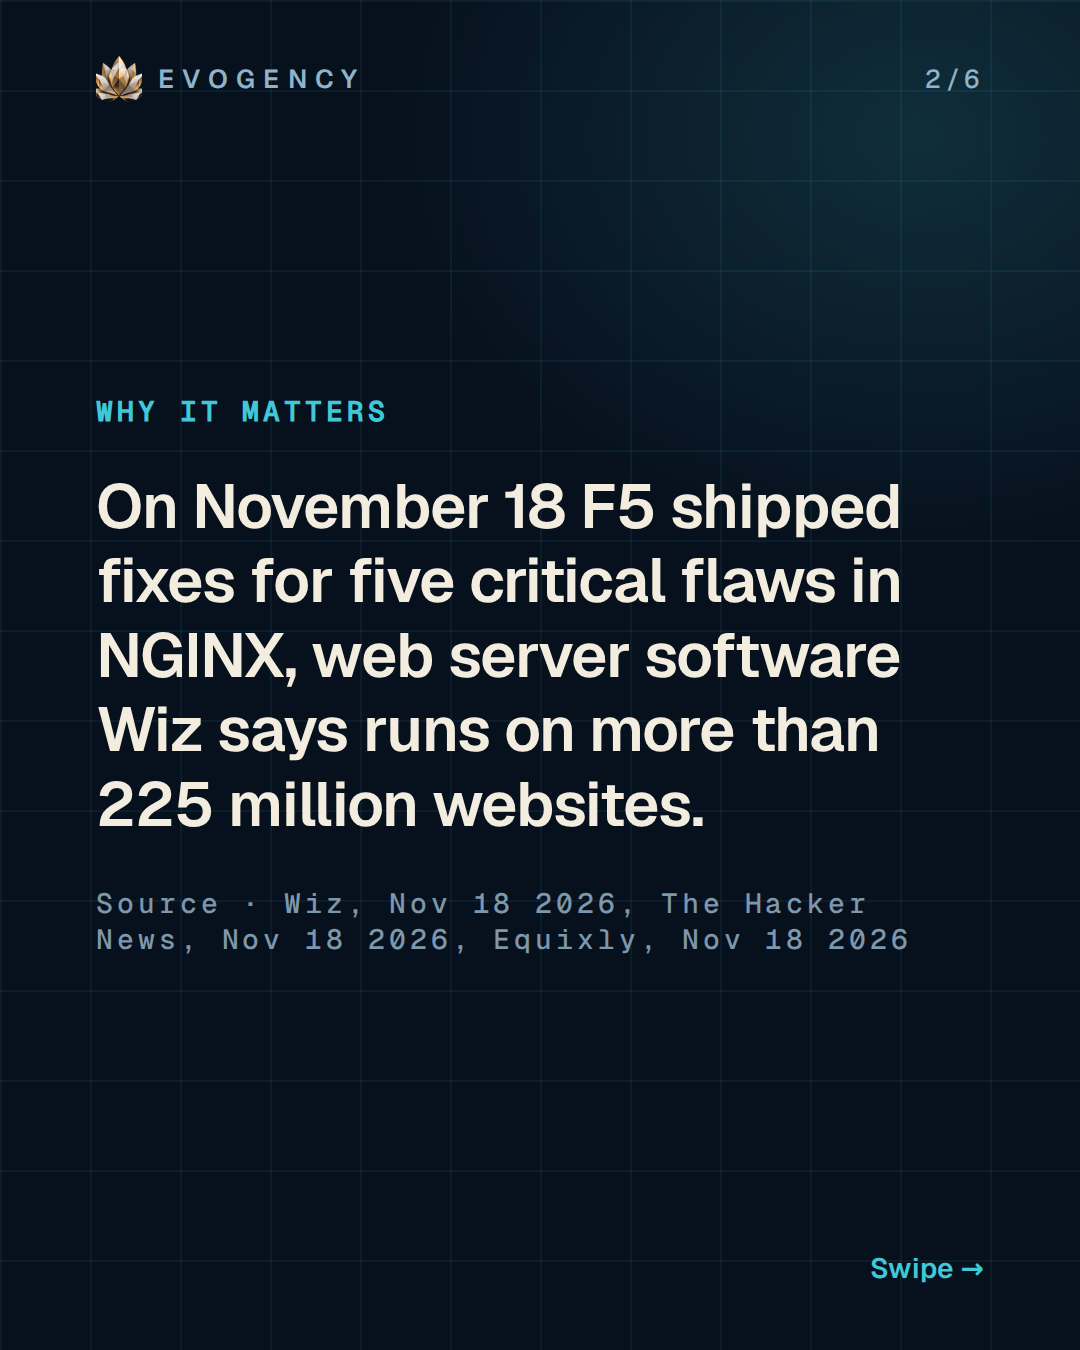 EVOGENCY
2/6
WHY IT MATTERS
On November 18 F5 shipped
fixes for five critical flaws in
NGINX, web server software
Wiz says runs on more than
225 million websites.
Source · Wiz, Nov 18 2026, The Hacker
News, Nov 18 2026, Equixly, Nov 18 2026
Swipe →